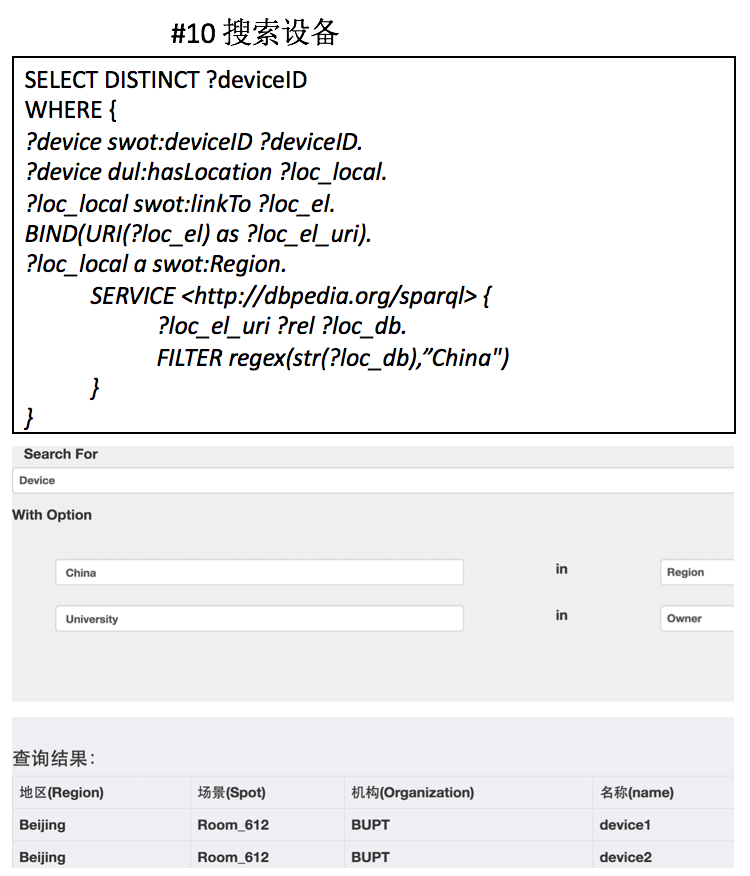 #10 搜索设备
SELECT DISTINCT ?deviceID
WHERE {
?device swot:deviceID ?deviceID.
?device dul:hasLocation ?loc_local.
?loc_local swot:linkTo ?loc_el.
BIND(URI(?loc_el) as ?loc_el_uri).
?loc_local a swot:Region.
SERVICE <http://dbpedia.org/sparql> {
?loc_el_uri ?rel ?loc_db.
FILTER regex(str(?loc_db),”China")
}
}
Search For
Device
With Option
China in Region
University in Owner
查询结果：
地区(Region) 场景(Spot) 机构(Organization) 名称(name)
Beijing Room_612 BUPT device1
Beijing Room_612 BUPT device2